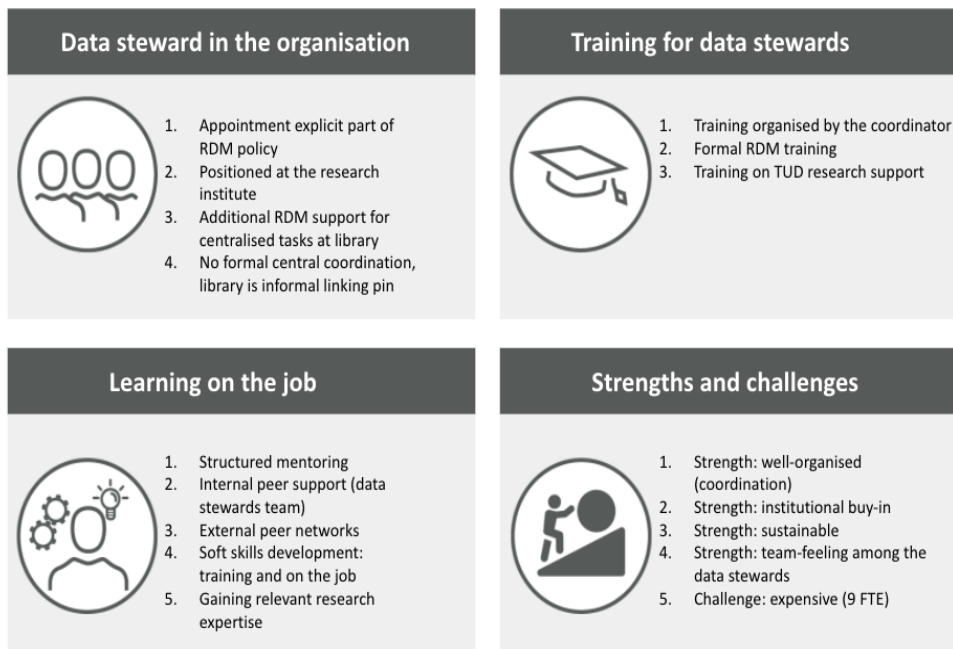 Data steward in the organisation
1. Appointment explicit part of
RDM policy
2. Positioned at the research
institute
3. Additional RDM support for
centralised tasks at library
4. No formal central coordination,
library is informal linking pin
Training for data stewards
1. Training organised by the coordinator
2. Formal RDM training
3. Training on TUD research support
Learning on the job
1. Structured mentoring
2. Internal peer support (data
stewards team)
3. External peer networks
4. Soft skills development:
training and on the job
5. Gaining relevant research
expertise
Strengths and challenges
1. Strength: well-organised
(coordination)
2. Strength: institutional buy-in
3. Strength: sustainable
4. Strength: team-feeling among the
data stewards
5. Challenge: expensive (9 FTE)